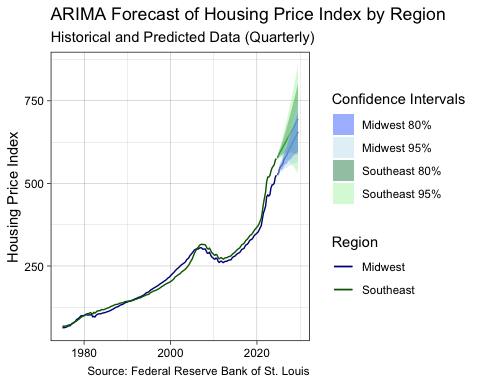 ARIMA Forecast of Housing Price Index by Region
Historical and Predicted Data (Quarterly)
Housing Price Index
750
500
250
1980
2000
2020
Source: Federal Reserve Bank of St. Louis
Confidence Intervals
Midwest 80%
Midwest 95%
Southeast 80%
Southeast 95%
Region
Midwest
Southeast